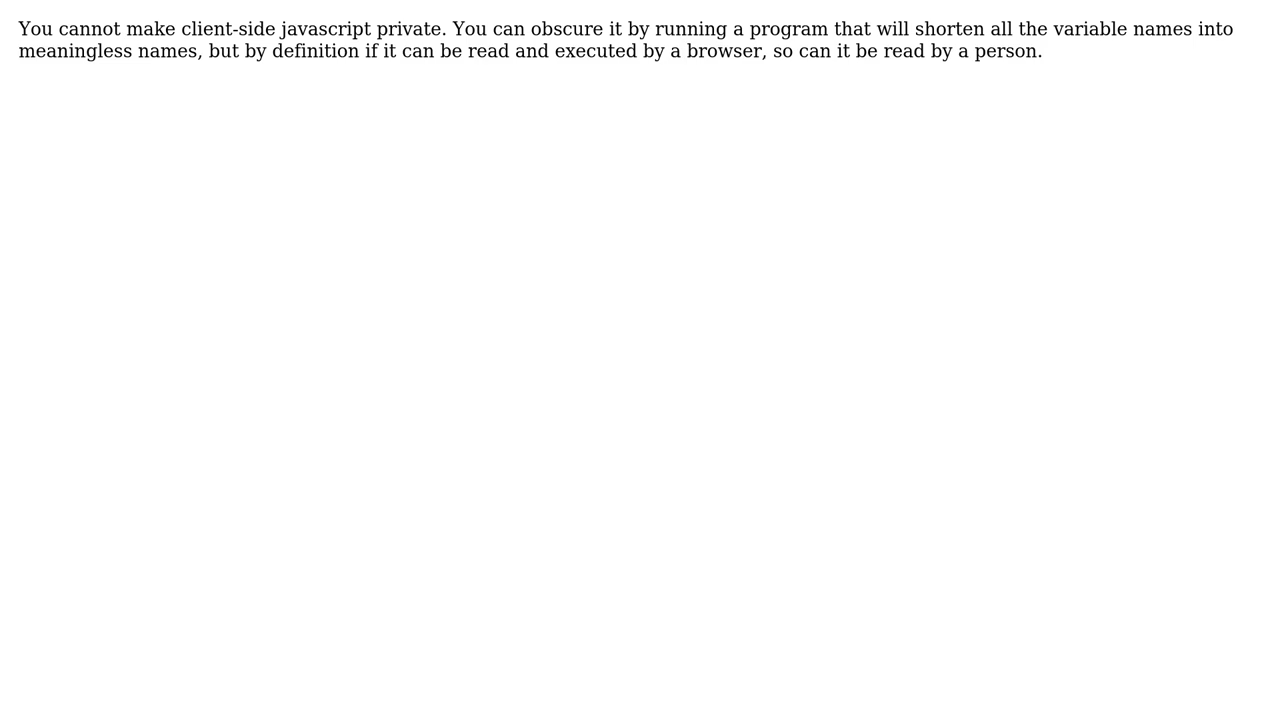 You cannot make client-side javascript private. You can obscure it by running a program that will shorten all the variable names into
meaningless names, but by definition if it can be read and executed by a browser, so can it be read by a person.